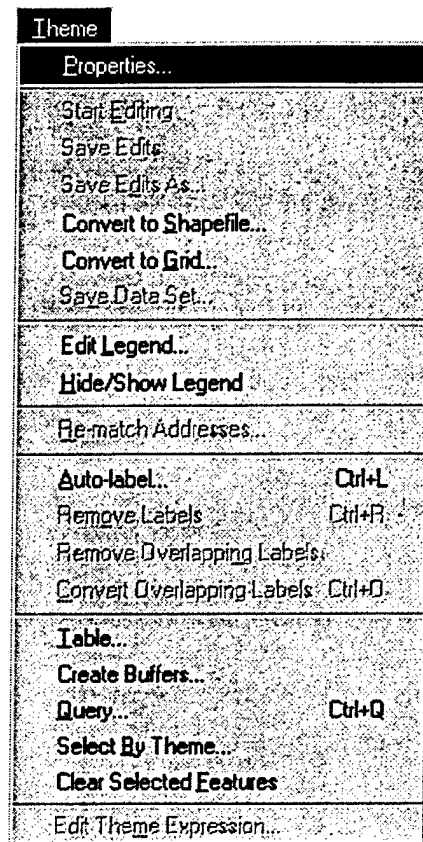 Theme
Properties...
Start Editing
Save Edits
Save Edits As...
Convert to Shapefile...
Convert to Grid...
Save Data Set...
Edit Legend...
Hide/Show Legend
Re-match Addresses...
Auto-label... Ctrl+L
Remove Labels Ctrl+R
Remove Overlapping Labels
Convert Overlapping Labels Ctrl+O
Table...
Create Buffers...
Query... Ctrl+Q
Select By Theme...
Clear Selected Features
Edit Theme Expression...